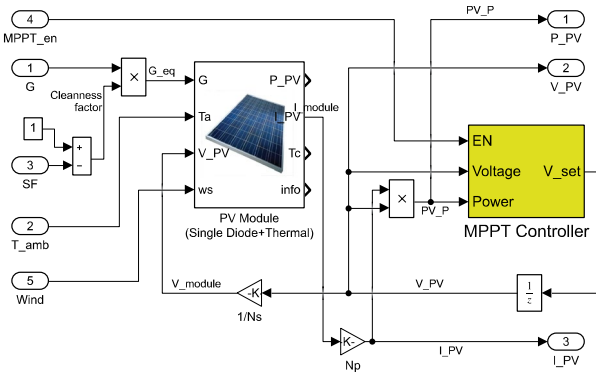 4
MPPT_en
PV_P
1
P_PV
1
G
×
G_eq
2
V_PV
Cleanness
factor
1
+
−
3
SF
G
Ta
V_PV
ws
P_PV
I_PV
Tc
info
I_module
PV Module
(Single Diode+Thermal)
EN
Voltage
Power
V_set
MPPT Controller
×
PV_P
2
T_amb
5
Wind
V_module
-K
1/Ns
V_PV
1
z
K-
Np
I_PV
3
I_PV